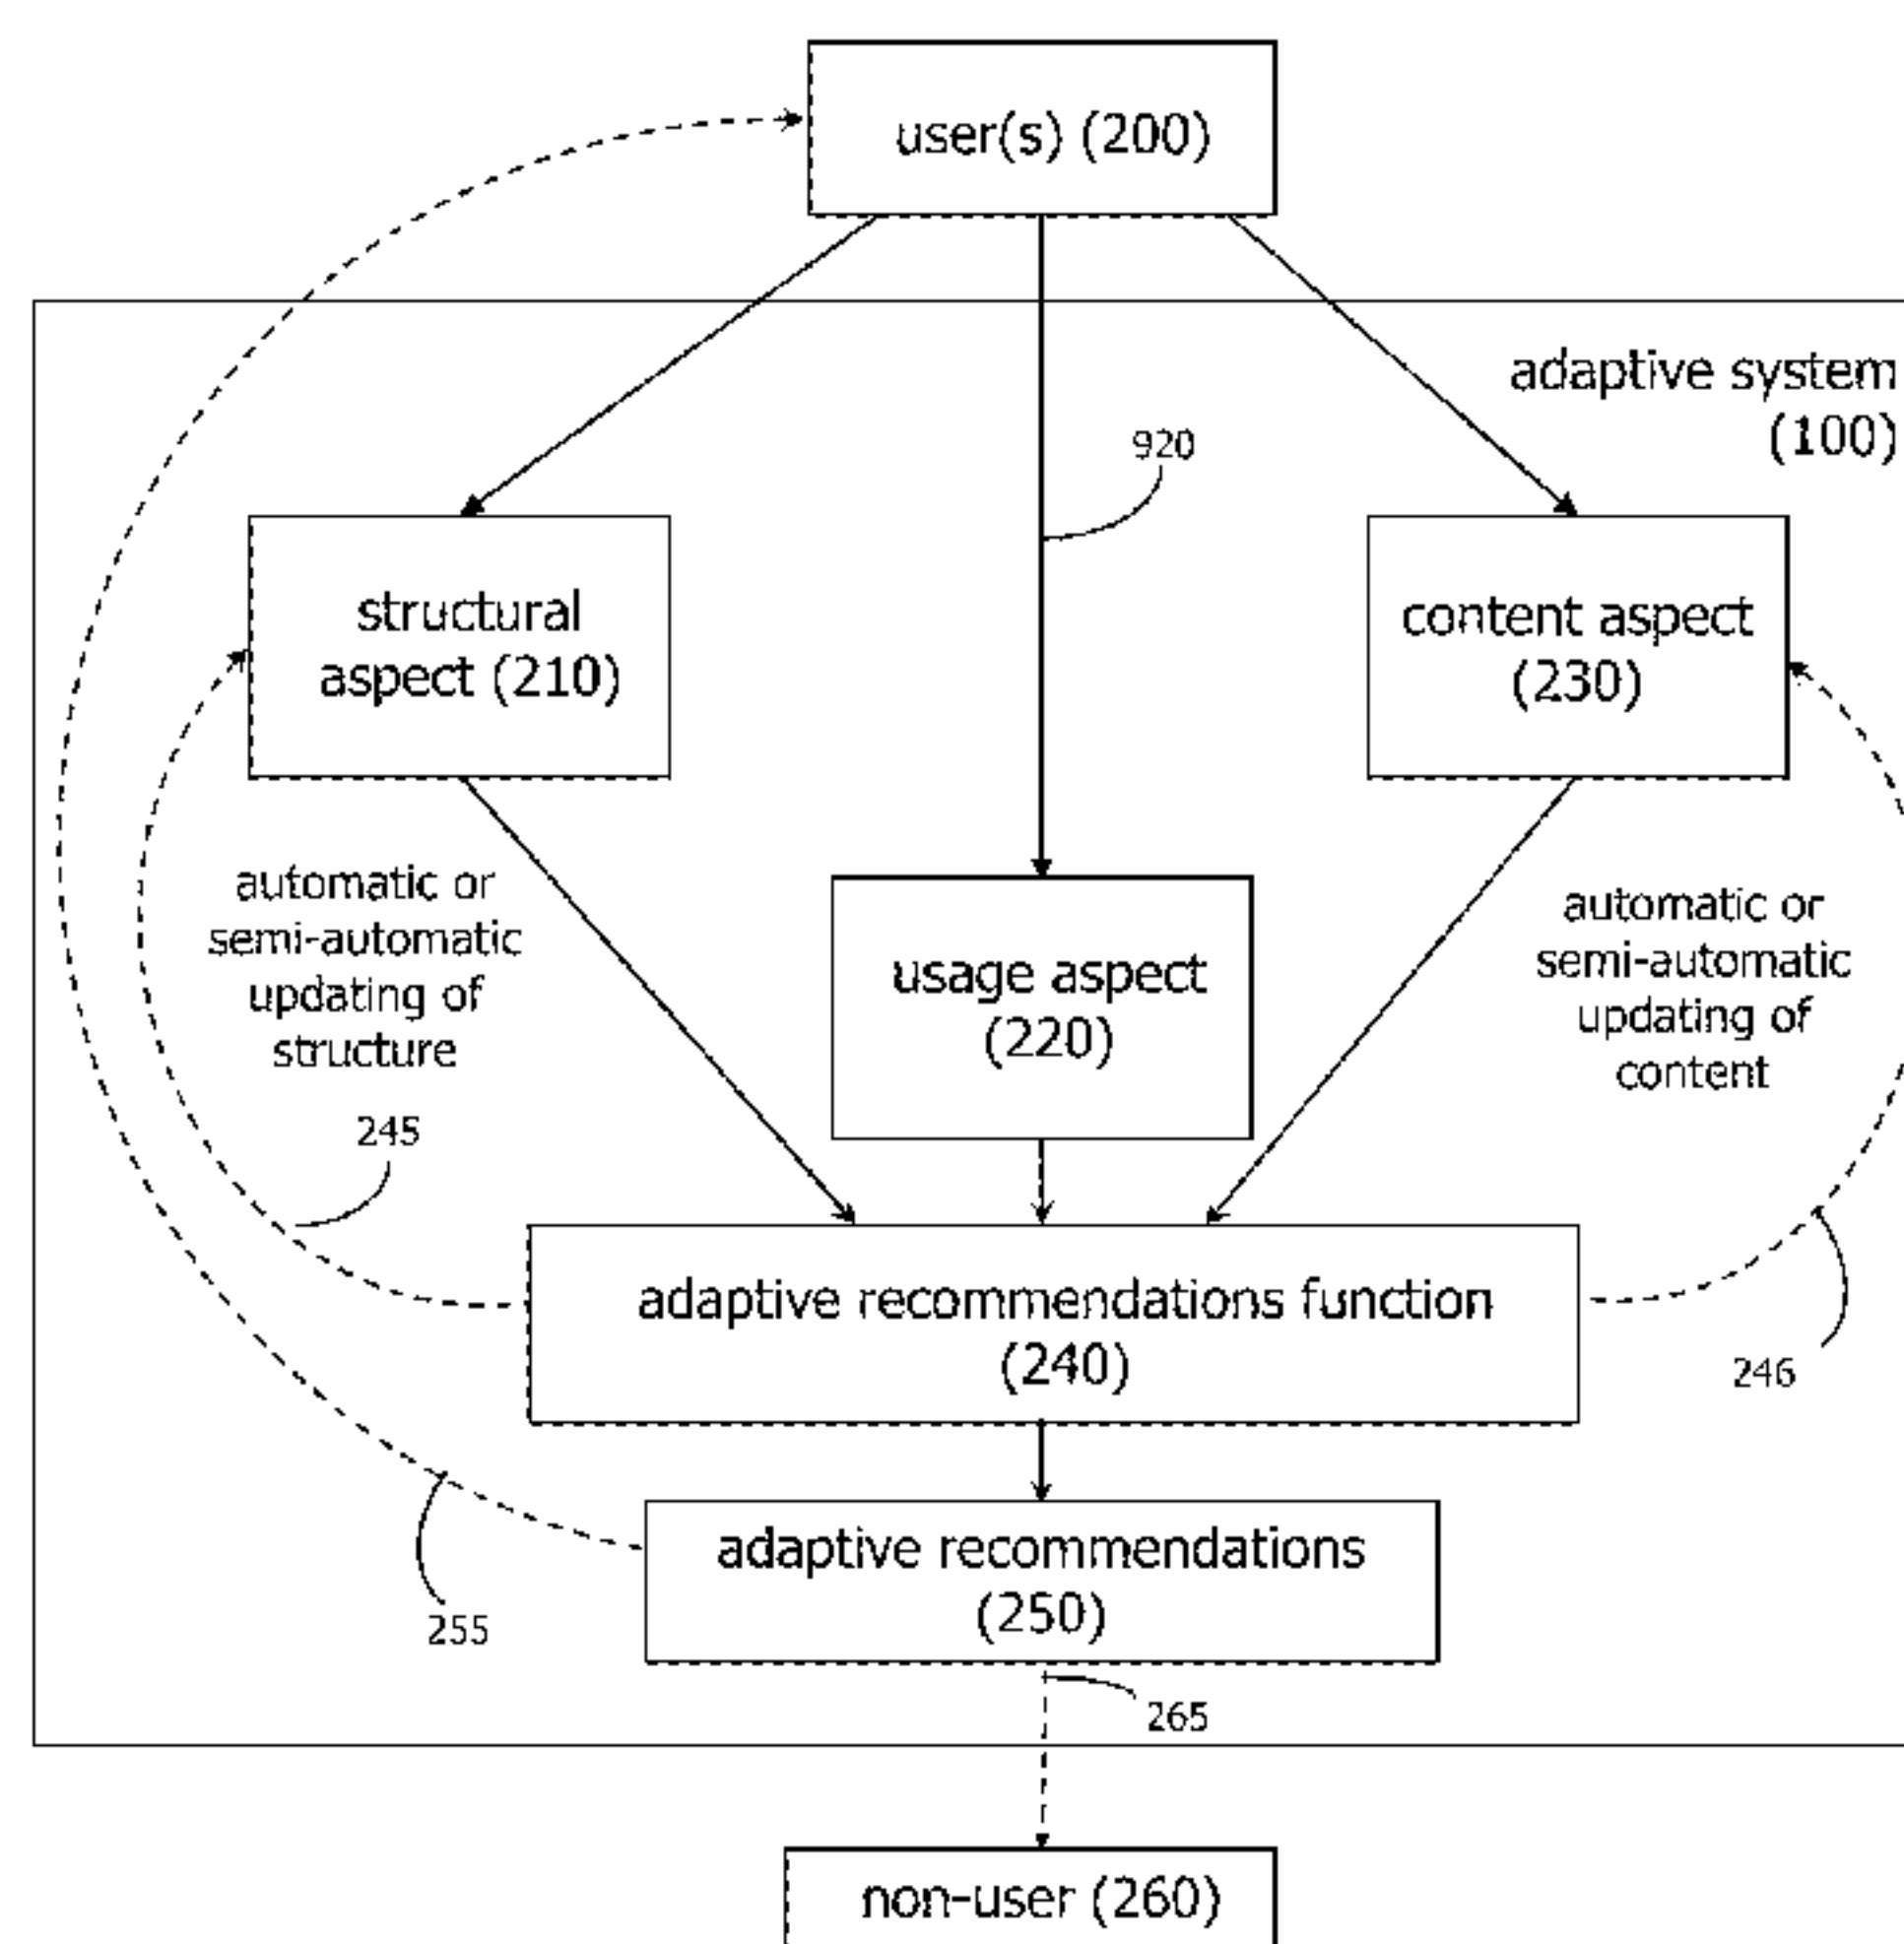 user(s) (200)
adaptive system
(100)
920
structural
aspect (210)
content aspect
(230)
automatic or
semi-automatic
updating of
structure
usage aspect
(220)
automatic or
semi-automatic
updating of
content
245
adaptive recommendations function
(240)
246
adaptive recommendations
(250)
255
265
non-user (260)